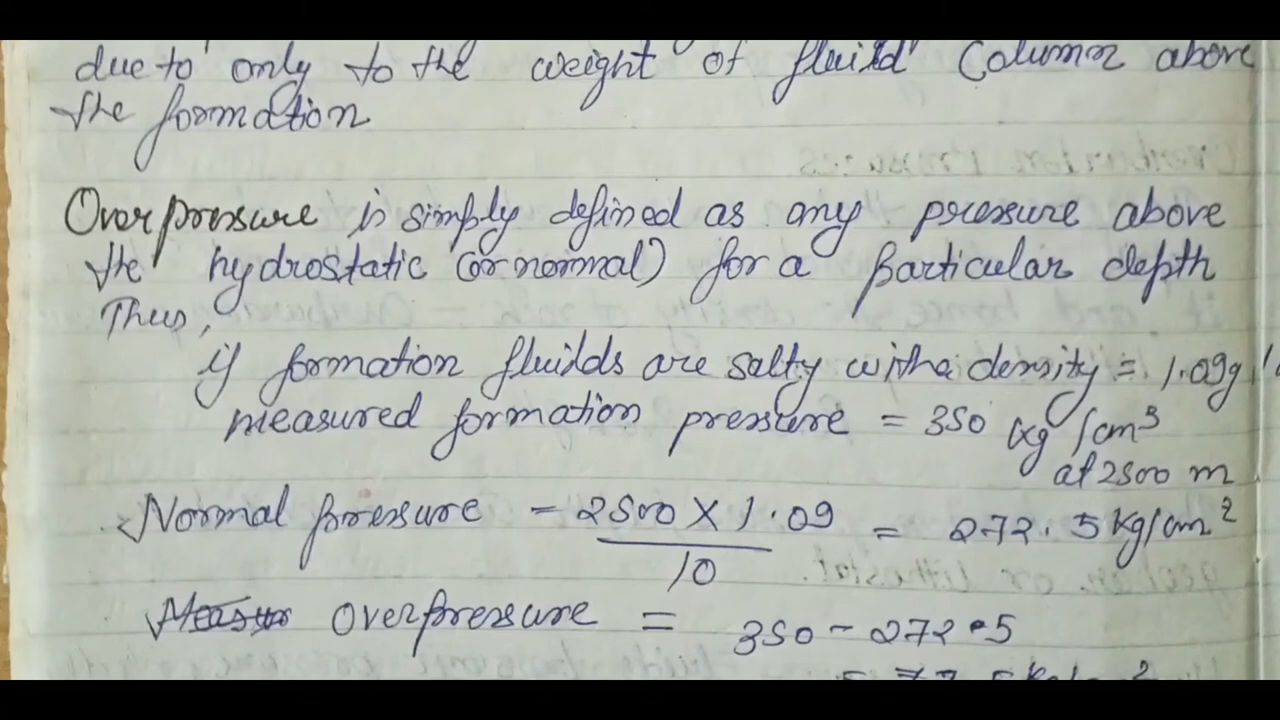 due to only to the weight of fluid Column above
the formation
Overpressure is simply defined as any pressure above
the hydrostatic (or normal) for a particular depth
Thus,
if formation fluids are salty with a density = 1.09g/
measured formation pressure = 350 kg/cm³
at 2500 m
Normal pressure = 2500 X 1.09 = 272.5 kg/cm²
10
Overpressure = 350 - 272.5